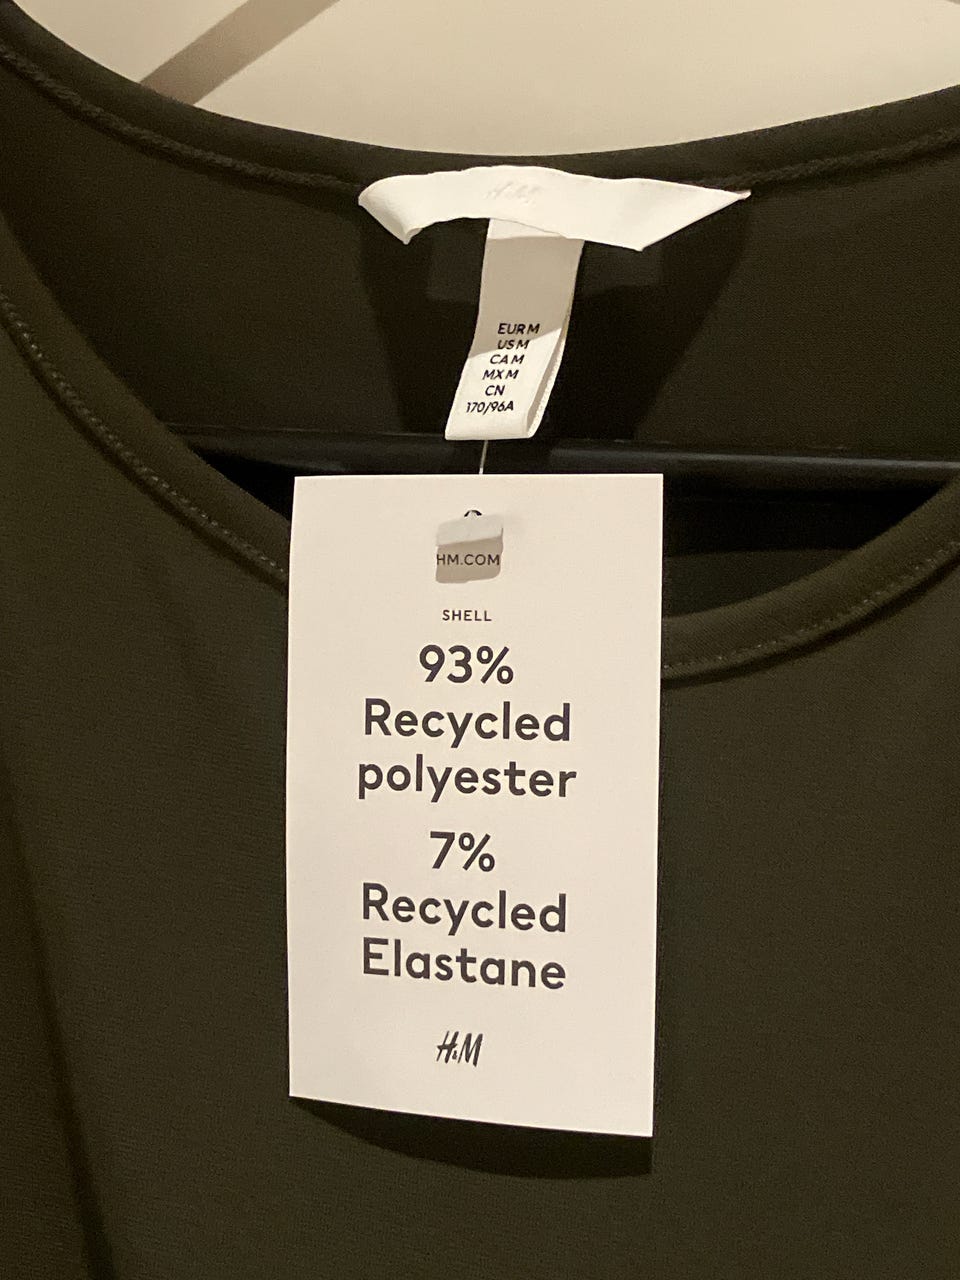 H&M
EUR M
US M
CA M
MX M
CN
170/96A
HM.COM
SHELL
93%
Recycled
polyester
7%
Recycled
Elastane
H&M